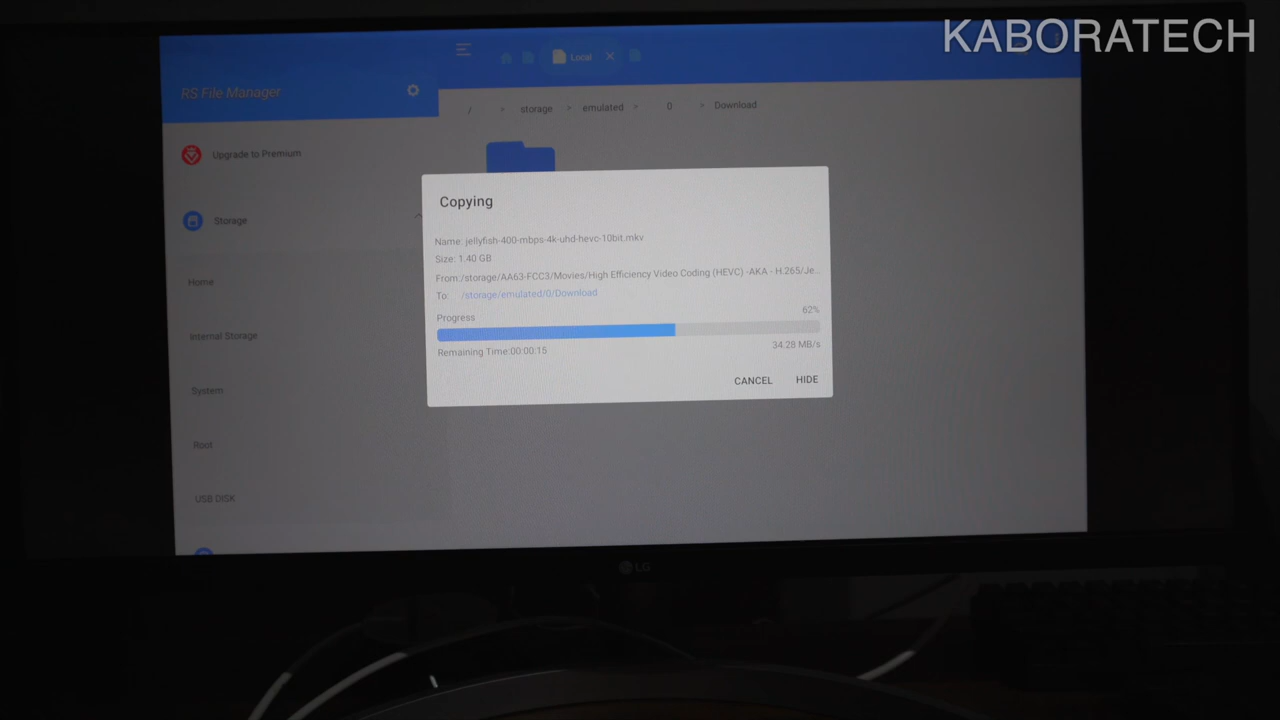 KABORATECH
Local
RS File Manager
/ > storage > emulated > 0 > Download
Upgrade to Premium
Storage
Home
Internal Storage
System
Root
USB DISK
Copying
Name: jellyfish-400-mbps-4k-uhd-hevc-10bit.mkv
Size: 1.40 GB
From:/storage/AA63-FCC3/Movies/High Efficiency Video Coding (HEVC) -AKA - H.265/Je..
To: /storage/emulated/0/Download
Progress 62%
Remaining Time:00:00:15 34.28 MB/s
CANCEL HIDE
LG